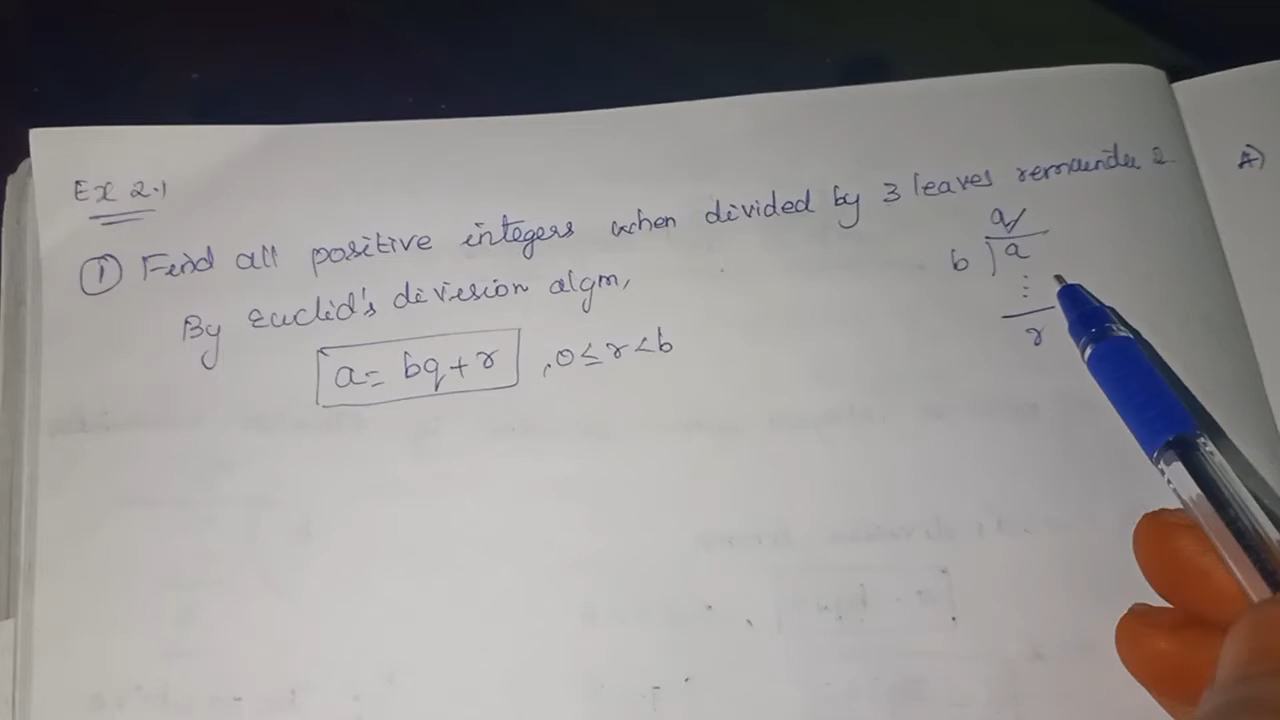 Ex 2.1
① Find all positive integers when divided by 3 leaves remainder 2
By Euclid's division algm,
a = bq + r , 0 ≤ r < b
q
b ) a
⋮
r
A)